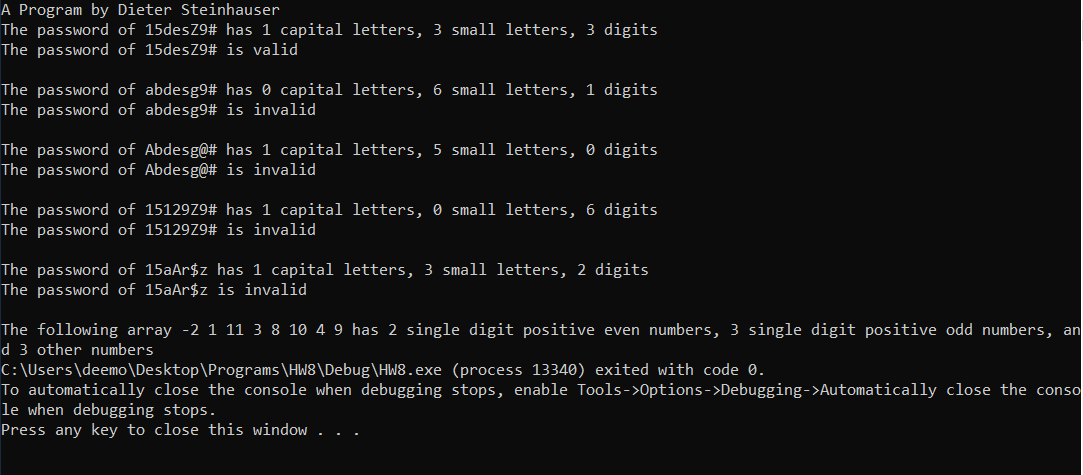 A Program by Dieter Steinhauser
The password of 15desZ9# has 1 capital letters, 3 small letters, 3 digits
The password of 15desZ9# is valid
The password of abdesg9# has 0 capital letters, 6 small letters, 1 digits
The password of abdesg9# is invalid
The password of Abdesg@# has 1 capital letters, 5 small letters, 0 digits
The password of Abdesg@# is invalid
The password of 15129Z9# has 1 capital letters, 0 small letters, 6 digits
The password of 15129Z9# is invalid
The password of 15aAr$z has 1 capital letters, 3 small letters, 2 digits
The password of 15aAr$z is invalid
The following array -2 1 11 3 8 10 4 9 has 2 single digit positive even numbers, 3 single digit positive odd numbers, an
d 3 other numbers
C:\Users\deemo\Desktop\Programs\HW8\Debug\HW8.exe (process 13340) exited with code 0.
To automatically close the console when debugging stops, enable Tools->Options->Debugging->Automatically close the conso
le when debugging stops.
Press any key to close this window . . .